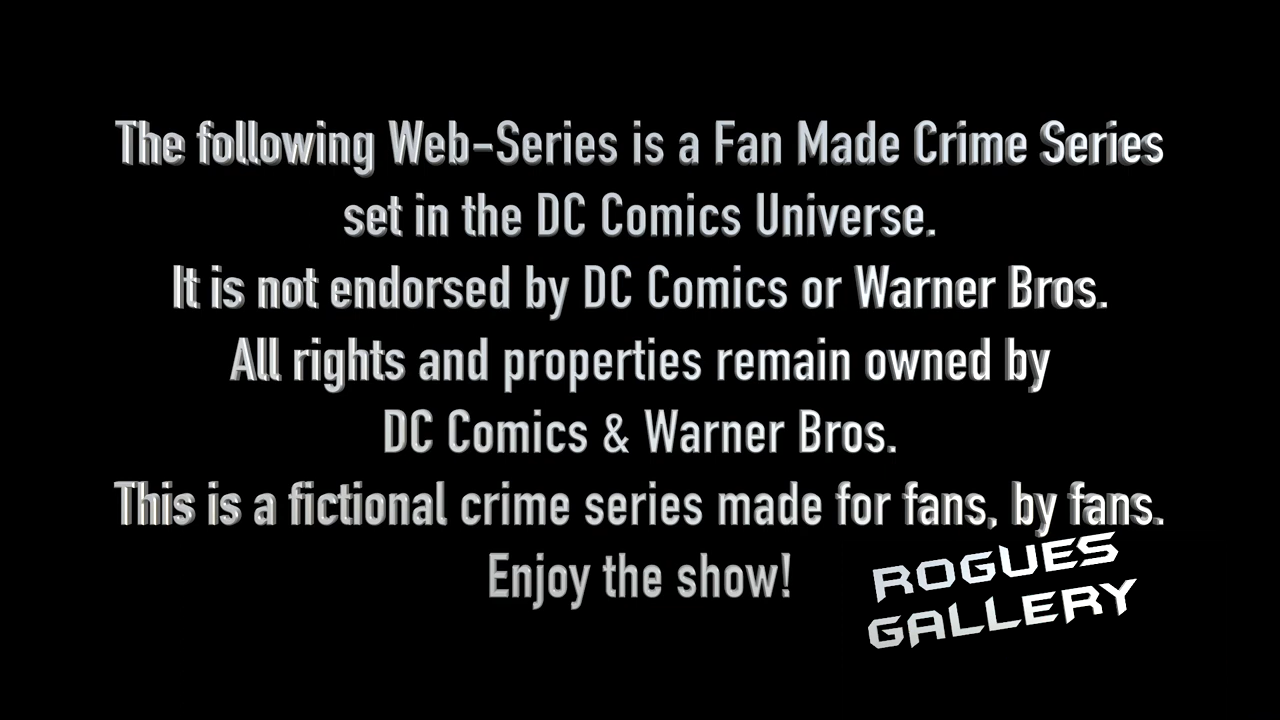 The following Web-Series is a Fan Made Crime Series
set in the DC Comics Universe.
It is not endorsed by DC Comics or Warner Bros.
All rights and properties remain owned by
DC Comics & Warner Bros.
This is a fictional crime series made for fans, by fans.
Enjoy the show!
ROGUES
GALLERY